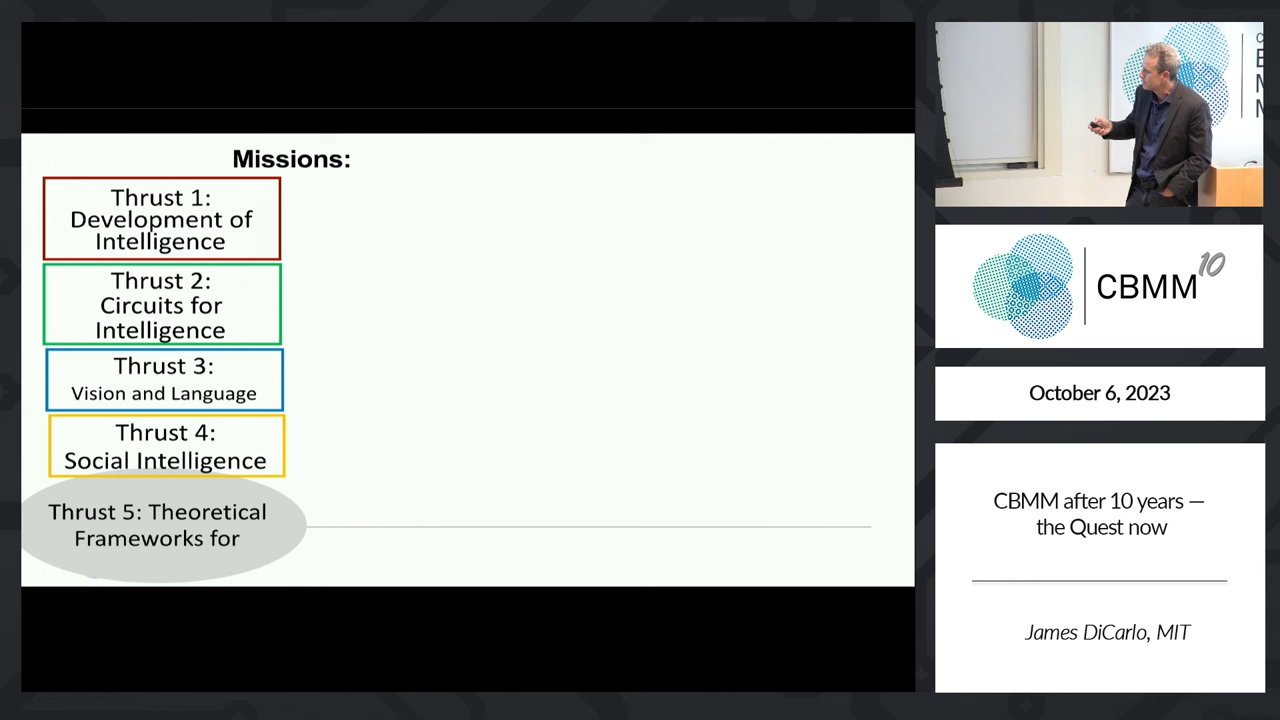 Missions:
Thrust 1:
Development of
Intelligence
Thrust 2:
Circuits for
Intelligence
Thrust 3:
Vision and Language
Thrust 4:
Social Intelligence
Thrust 5: Theoretical
Frameworks for
CBMM 10
October 6, 2023
CBMM after 10 years —
the Quest now
James DiCarlo, MIT